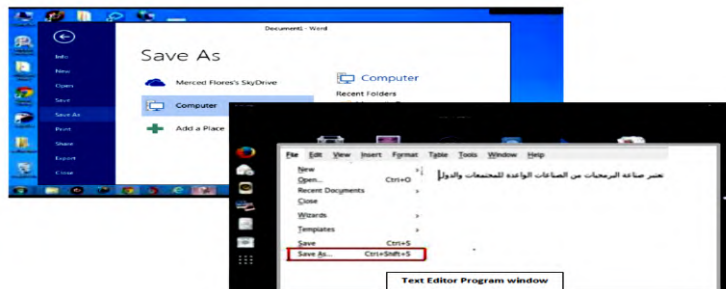 Document1 - Word
Save As
Info
New
Open
Save
Save As
Print
Share
Export
Close
Merced Flores's SkyDrive
Computer
Add a Place
Computer
Recent Folders
File Edit View Insert Format Table Tools Window Help
New
Open... Ctrl+O
Recent Documents
Close
Wizards
Templates
Save Ctrl+S
Save As... Ctrl+Shift+S
تعتبر صناعة البرمجيات من الصناعات الواعدة للمجتمعات والدول
Text Editor Program window